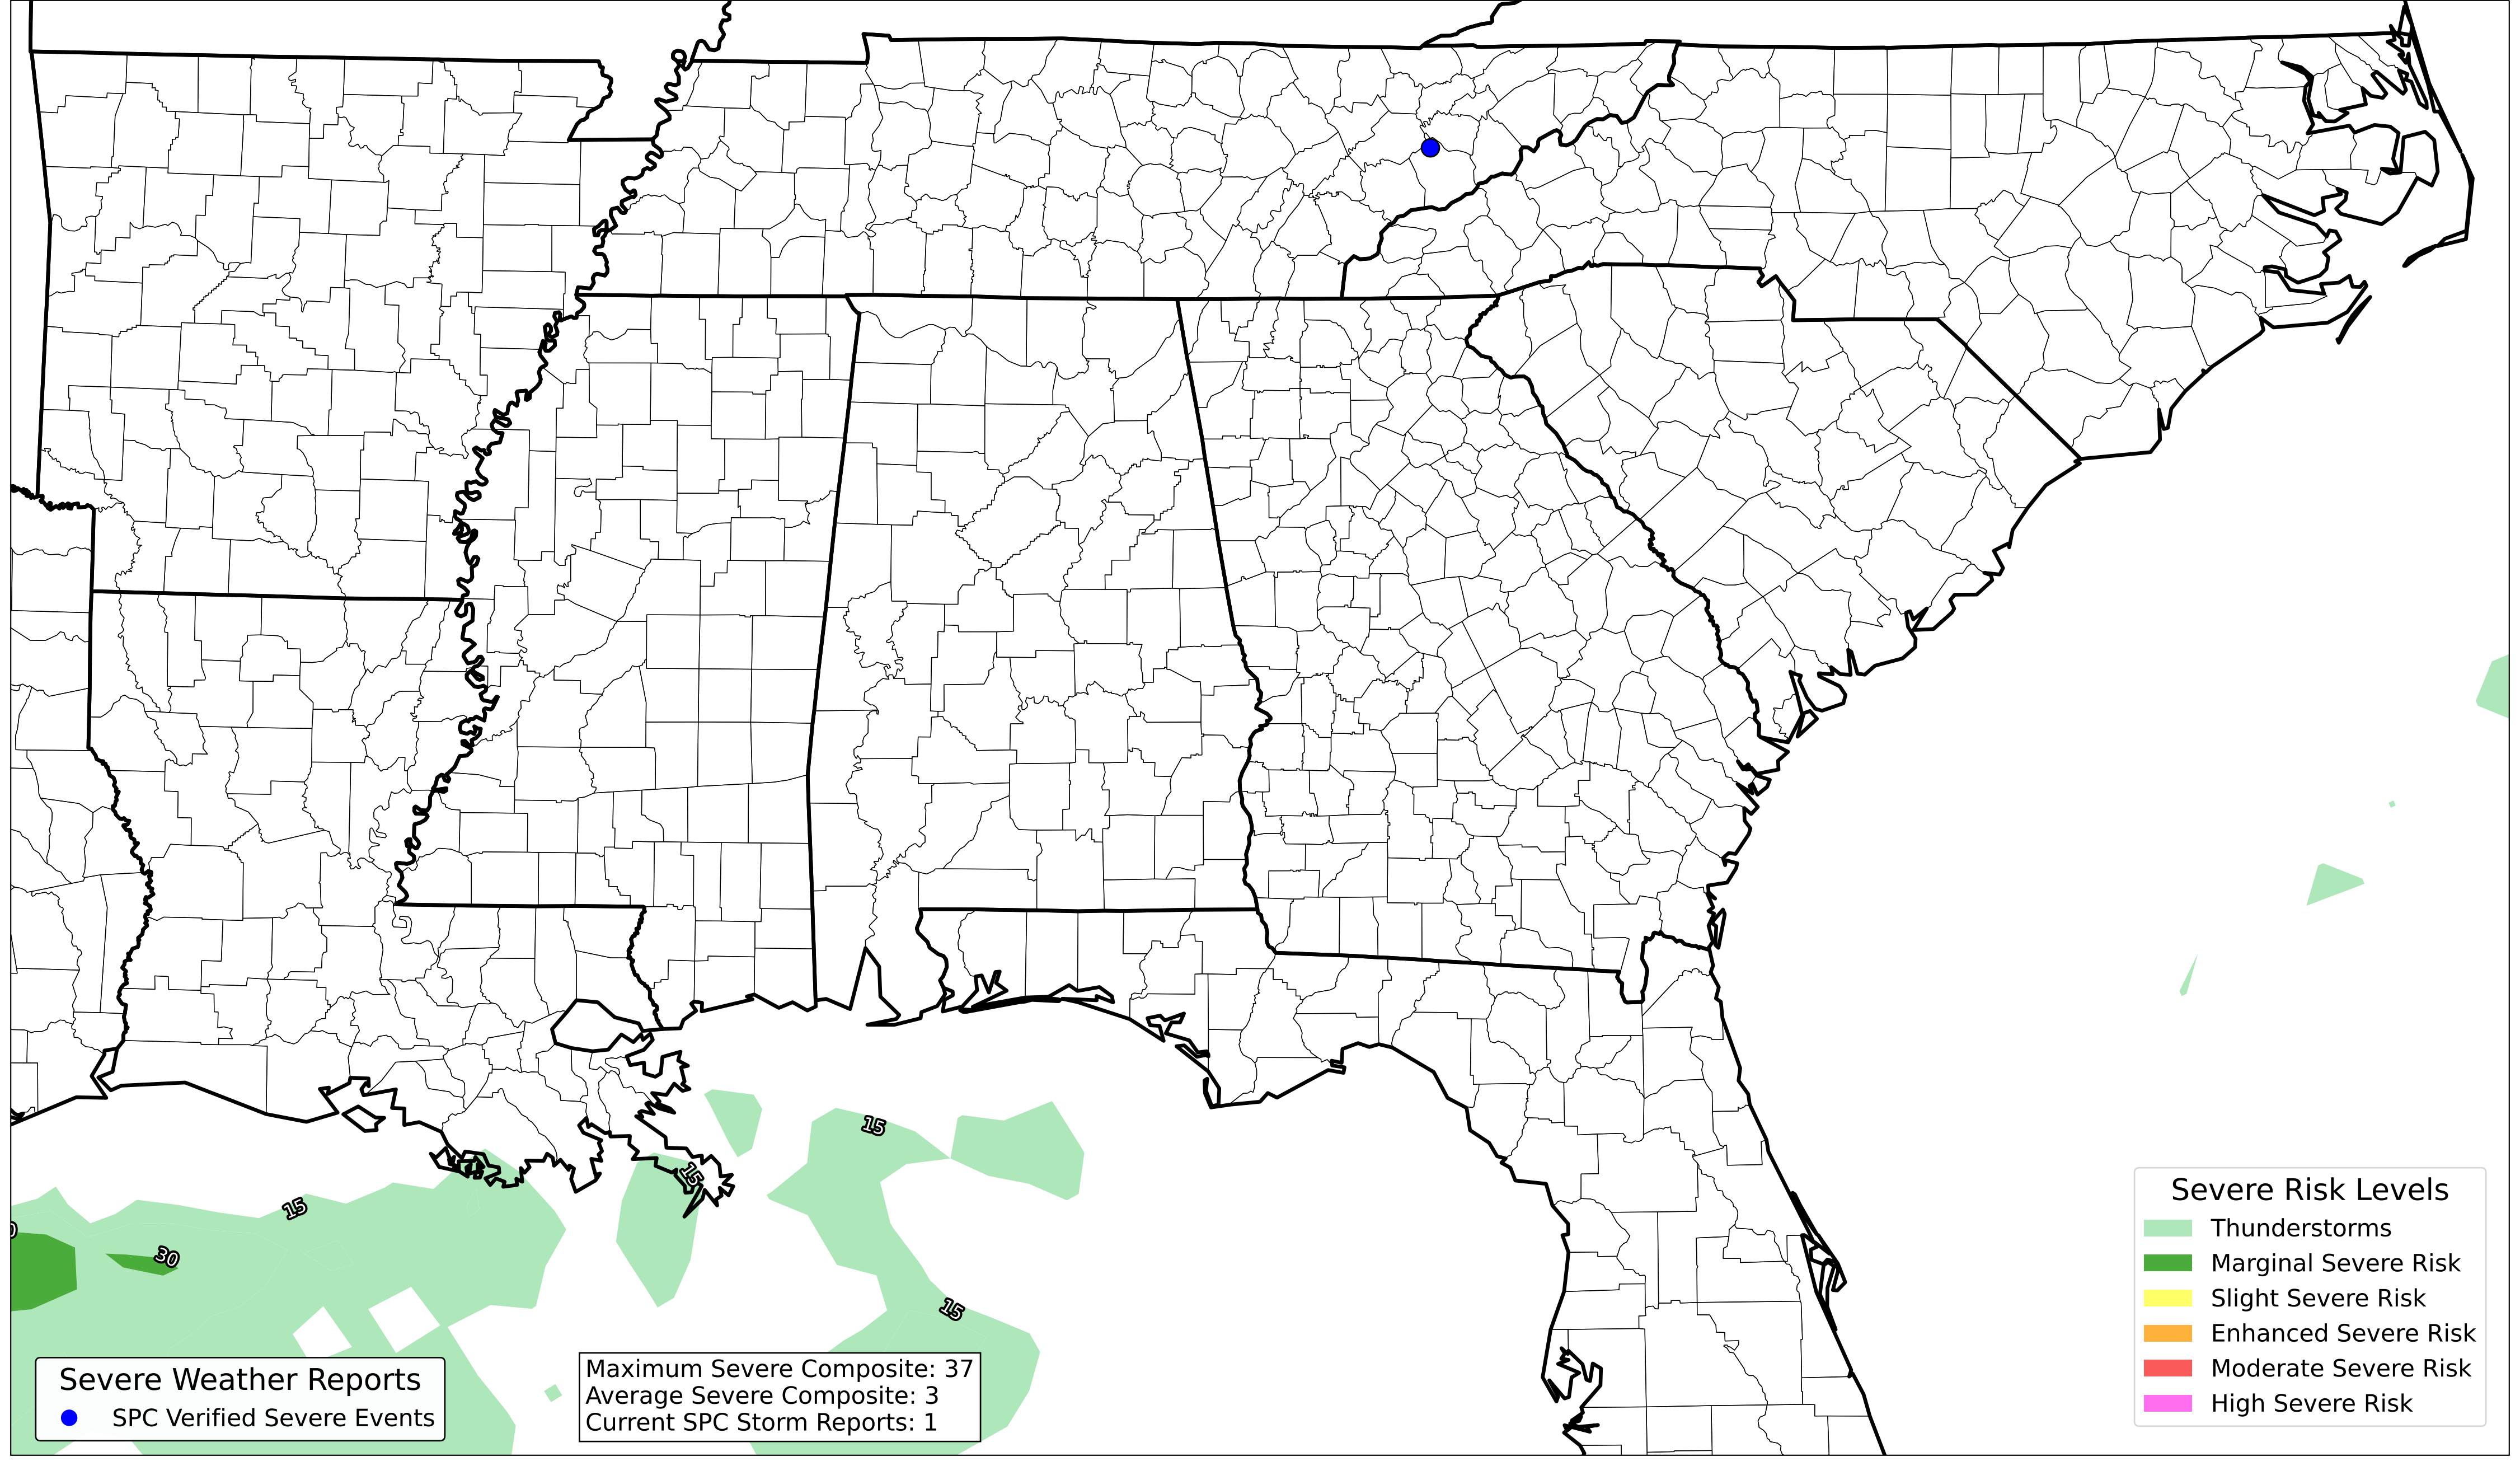 15
15
15
30
15
Severe Risk Levels
Thunderstorms
Marginal Severe Risk
Slight Severe Risk
Enhanced Severe Risk
Moderate Severe Risk
High Severe Risk
Severe Weather Reports
SPC Verified Severe Events
Maximum Severe Composite: 37
Average Severe Composite: 3
Current SPC Storm Reports: 1